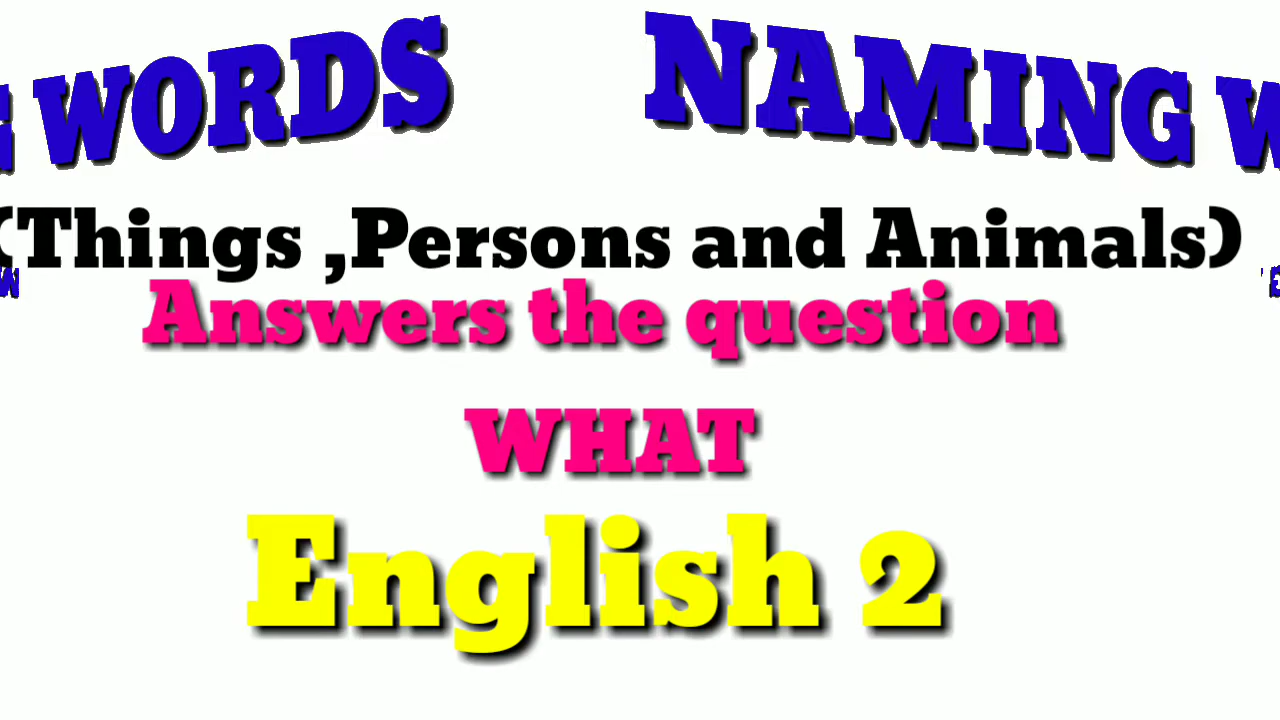 G WORDS NAMING W
(Things ,Persons and Animals)
Answers the question
WHAT
English 2